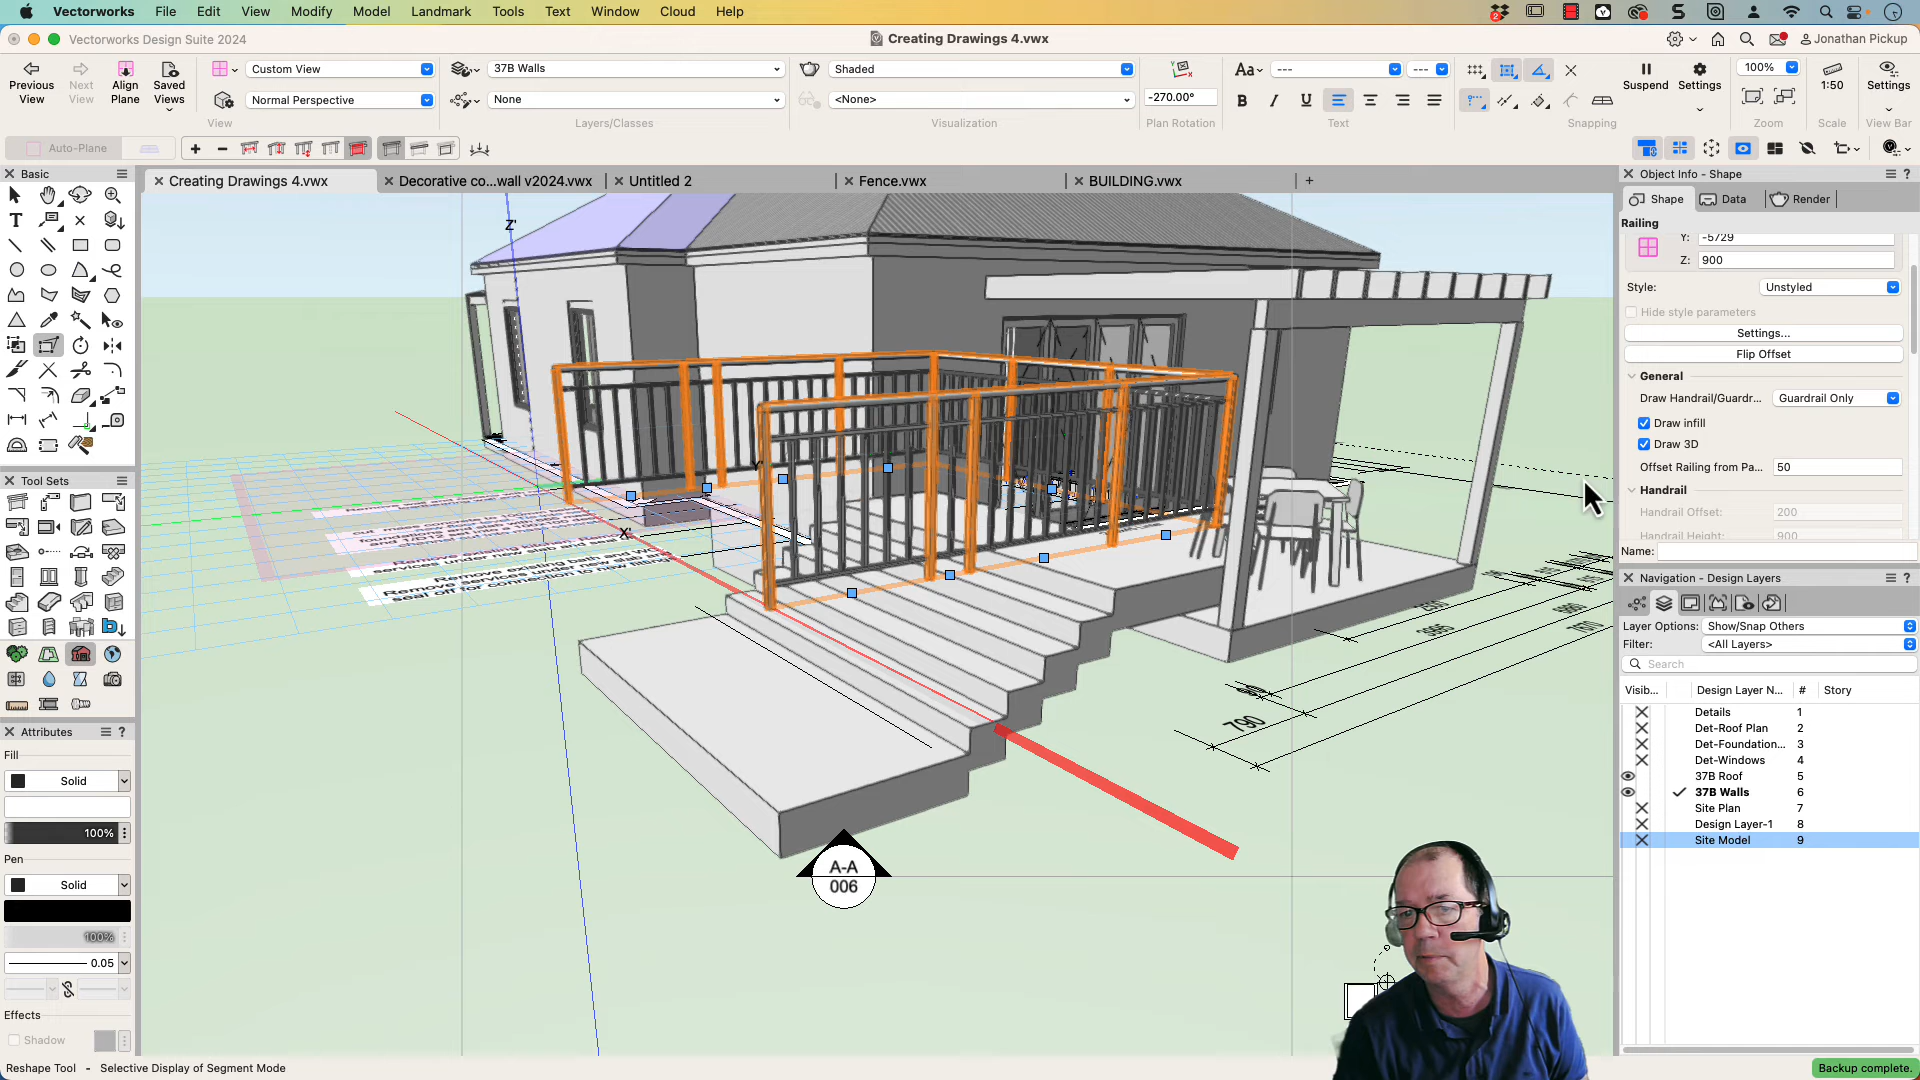 Vectorworks File Edit View Modify Model Landmark Tools Text Window Cloud Help
2
Vectorworks Design Suite 2024
Creating Drawings 4.vwx
Jonathan Pickup
Previous View
Next View
Align Plane
Saved Views
Custom View
Normal Perspective
View
37B Walls
None
Layers/Classes
Shaded
<None>
Visualization
-270.00°
Plan Rotation
Aa
---
---
B I U
Text
Snapping
Suspend
Settings
100%
Zoom
1:50
Scale
Settings
View Bar
Auto-Plane
Basic
Creating Drawings 4.vwx
Decorative co...wall v2024.vwx
Untitled 2
Fence.vwx
BUILDING.vwx
Object Info - Shape
Shape
Data
Render
Railing
Y: -5729
Z: 900
Style: Unstyled
Hide style parameters
Settings...
Flip Offset
General
Draw Handrail/Guardr... Guardrail Only
Draw infill
Draw 3D
Offset Railing from Pa... 50
Handrail
Handrail Offset: 200
Handrail Height: 900
Name:
Tool Sets
Z'
X'
790
A-A
006
Navigation - Design Layers
Layer Options: Show/Snap Others
Filter: <All Layers>
Search
Visib... Design Layer N... # Story
Details 1
Det-Roof Plan 2
Det-Foundation... 3
Det-Windows 4
37B Roof 5
37B Walls 6
Site Plan 7
Design Layer-1 8
Site Model 9
Attributes
Fill
Solid
100%
Pen
Solid
100%
0.05
Effects
Shadow
Reshape Tool - Selective Display of Segment Mode
Backup complete.